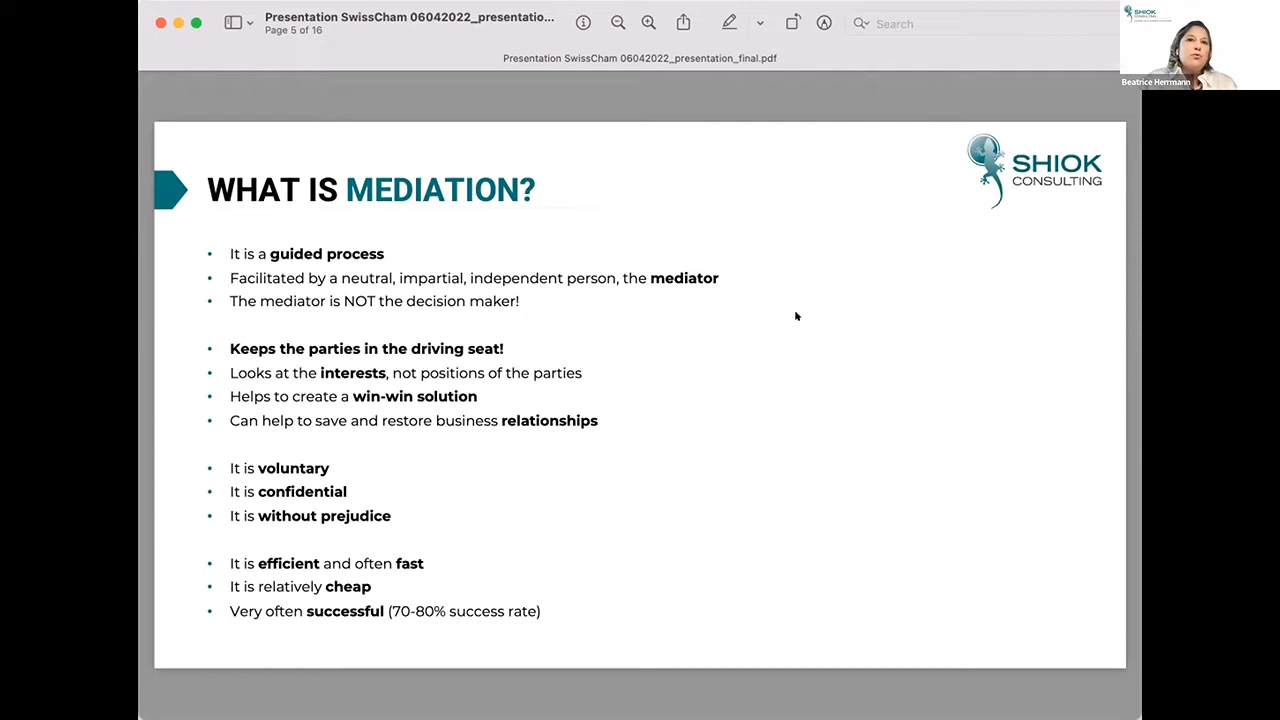 Presentation SwissCham 06042022_presentatio...
Page 5 of 16
Search
Presentation SwissCham 06042022_presentation_final.pdf
SHIOK
CONSULTING
Beatrice Herrmann
SHIOK
CONSULTING
WHAT IS MEDIATION?
• It is a guided process
• Facilitated by a neutral, impartial, independent person, the mediator
• The mediator is NOT the decision maker!
• Keeps the parties in the driving seat!
• Looks at the interests, not positions of the parties
• Helps to create a win-win solution
• Can help to save and restore business relationships
• It is voluntary
• It is confidential
• It is without prejudice
• It is efficient and often fast
• It is relatively cheap
• Very often successful (70-80% success rate)